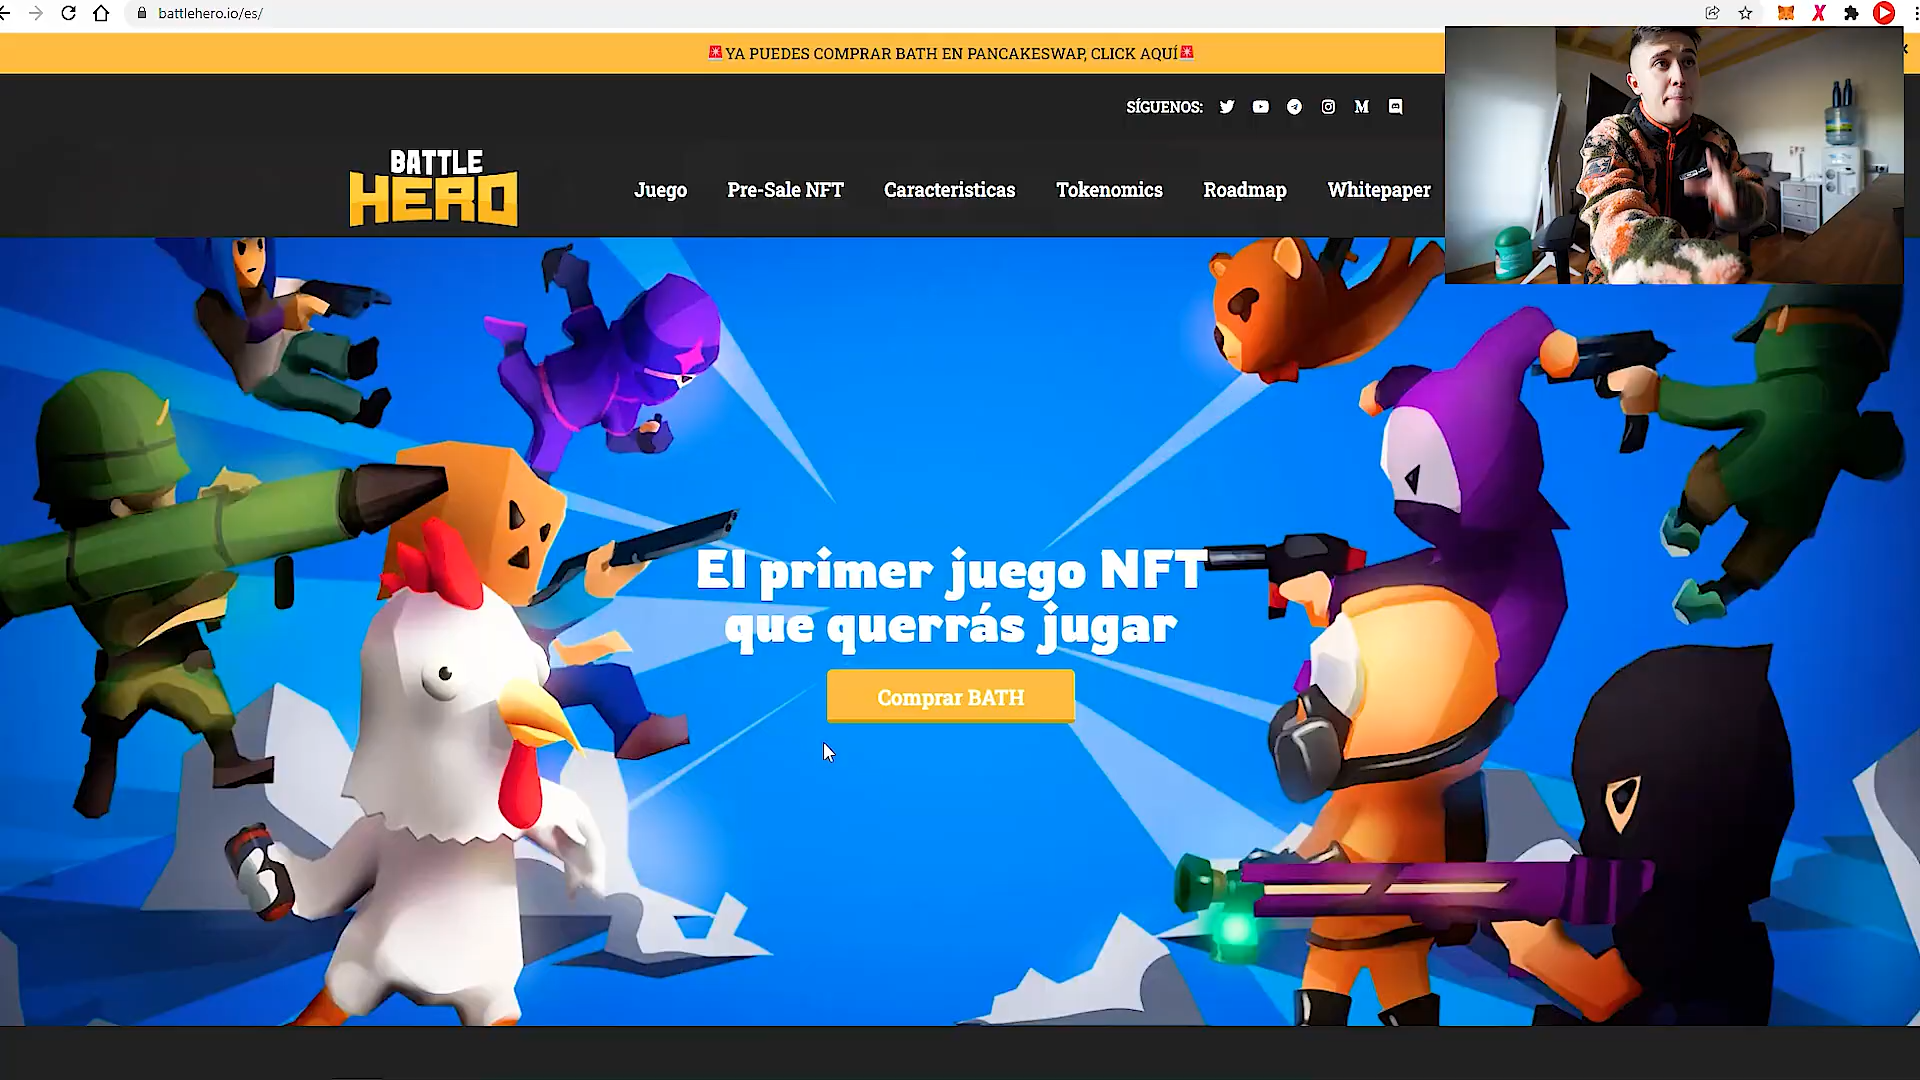 battlehero.io/es/
🚨YA PUEDES COMPRAR BATH EN PANCAKESWAP, CLICK AQUÍ🚨
SÍGUENOS:
BATTLE
HERO
Juego
Pre-Sale NFT
Caracteristicas
Tokenomics
Roadmap
Whitepaper
El primer juego NFT
que querrás jugar
Comprar BATH